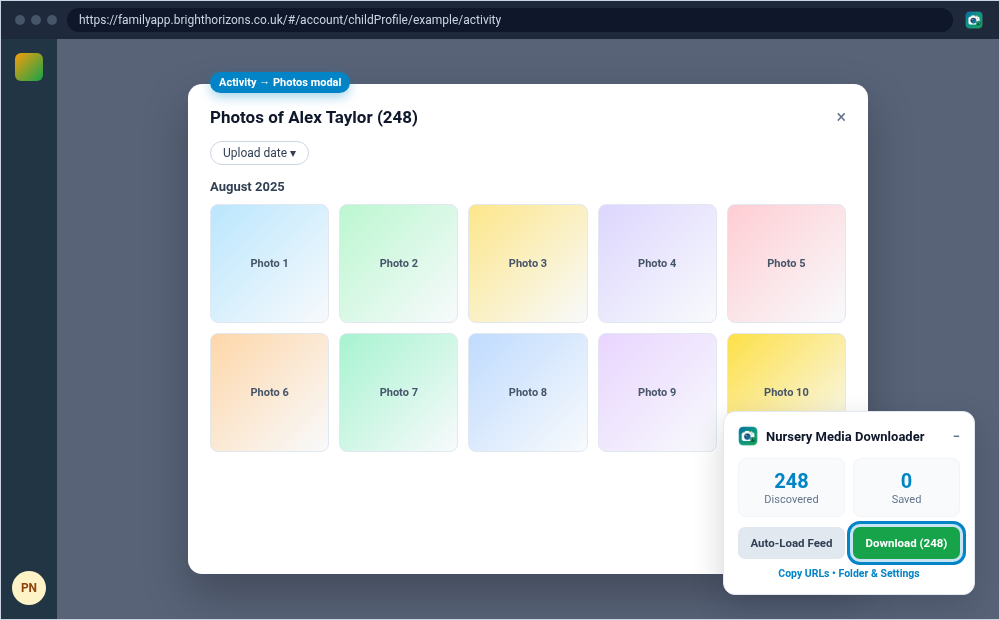 https://familyapp.brighthorizons.co.uk/#/account/childProfile/example/activity
Activity → Photos modal
Photos of Alex Taylor (248)
×
Upload date ▾
August 2025
Photo 1
Photo 2
Photo 3
Photo 4
Photo 5
Photo 6
Photo 7
Photo 8
Photo 9
Photo 10
Nursery Media Downloader
−
248
Discovered
0
Saved
Auto-Load Feed
Download (248)
Copy URLs • Folder & Settings
PN